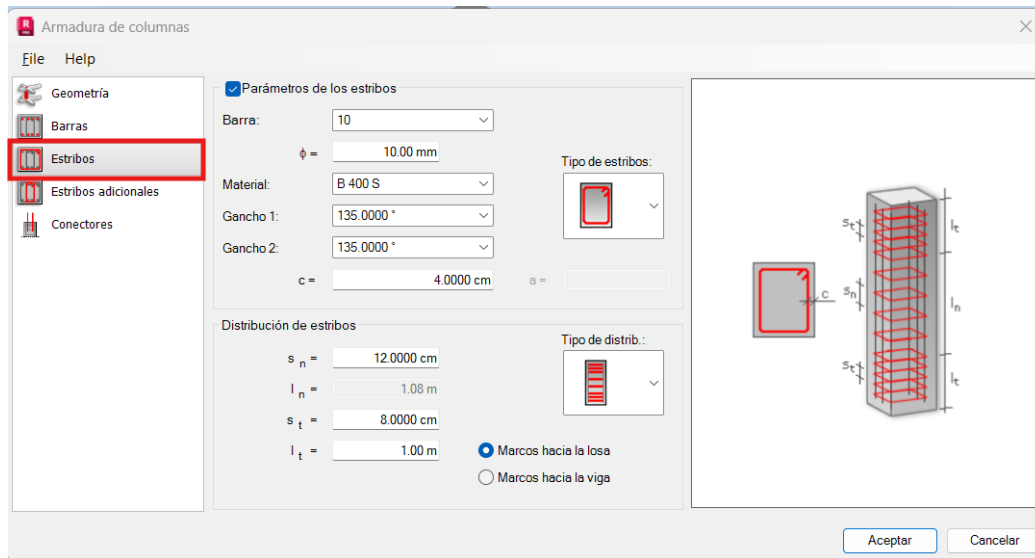 R
PRO
Armadura de columnas
File Help
Geometría
Barras
Estribos
Estribos adicionales
Conectores
Parámetros de los estribos
Barra: 10
ϕ = 10.00 mm
Tipo de estribos:
Material: B 400 S
Gancho 1: 135.0000 °
Gancho 2: 135.0000 °
c = 4.0000 cm a =
Distribución de estribos
Tipo de distrib.:
s n = 12.0000 cm
l n = 1.08 m
s t = 8.0000 cm
l t = 1.00 m
Marcos hacia la losa
Marcos hacia la viga
c
st
lt
sn
ln
st
lt
Aceptar Cancelar